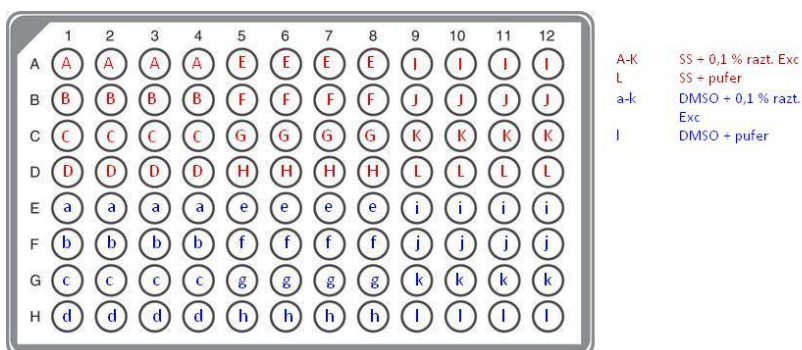 1 2 3 4 5 6 7 8 9 10 11 12
A A A A A E E E E I I I I
B B B B B F F F F J J J J
C C C C C G G G G K K K K
D D D D D H H H H L L L L
E a a a a e e e e i i i i
F b b b b f f f f j j j j
G c c c c g g g g k k k k
H d d d d h h h h l l l l
A-K SS + 0,1 % razt. Exc
L SS + pufer
a-k DMSO + 0,1 % razt.
Exc
l DMSO + pufer